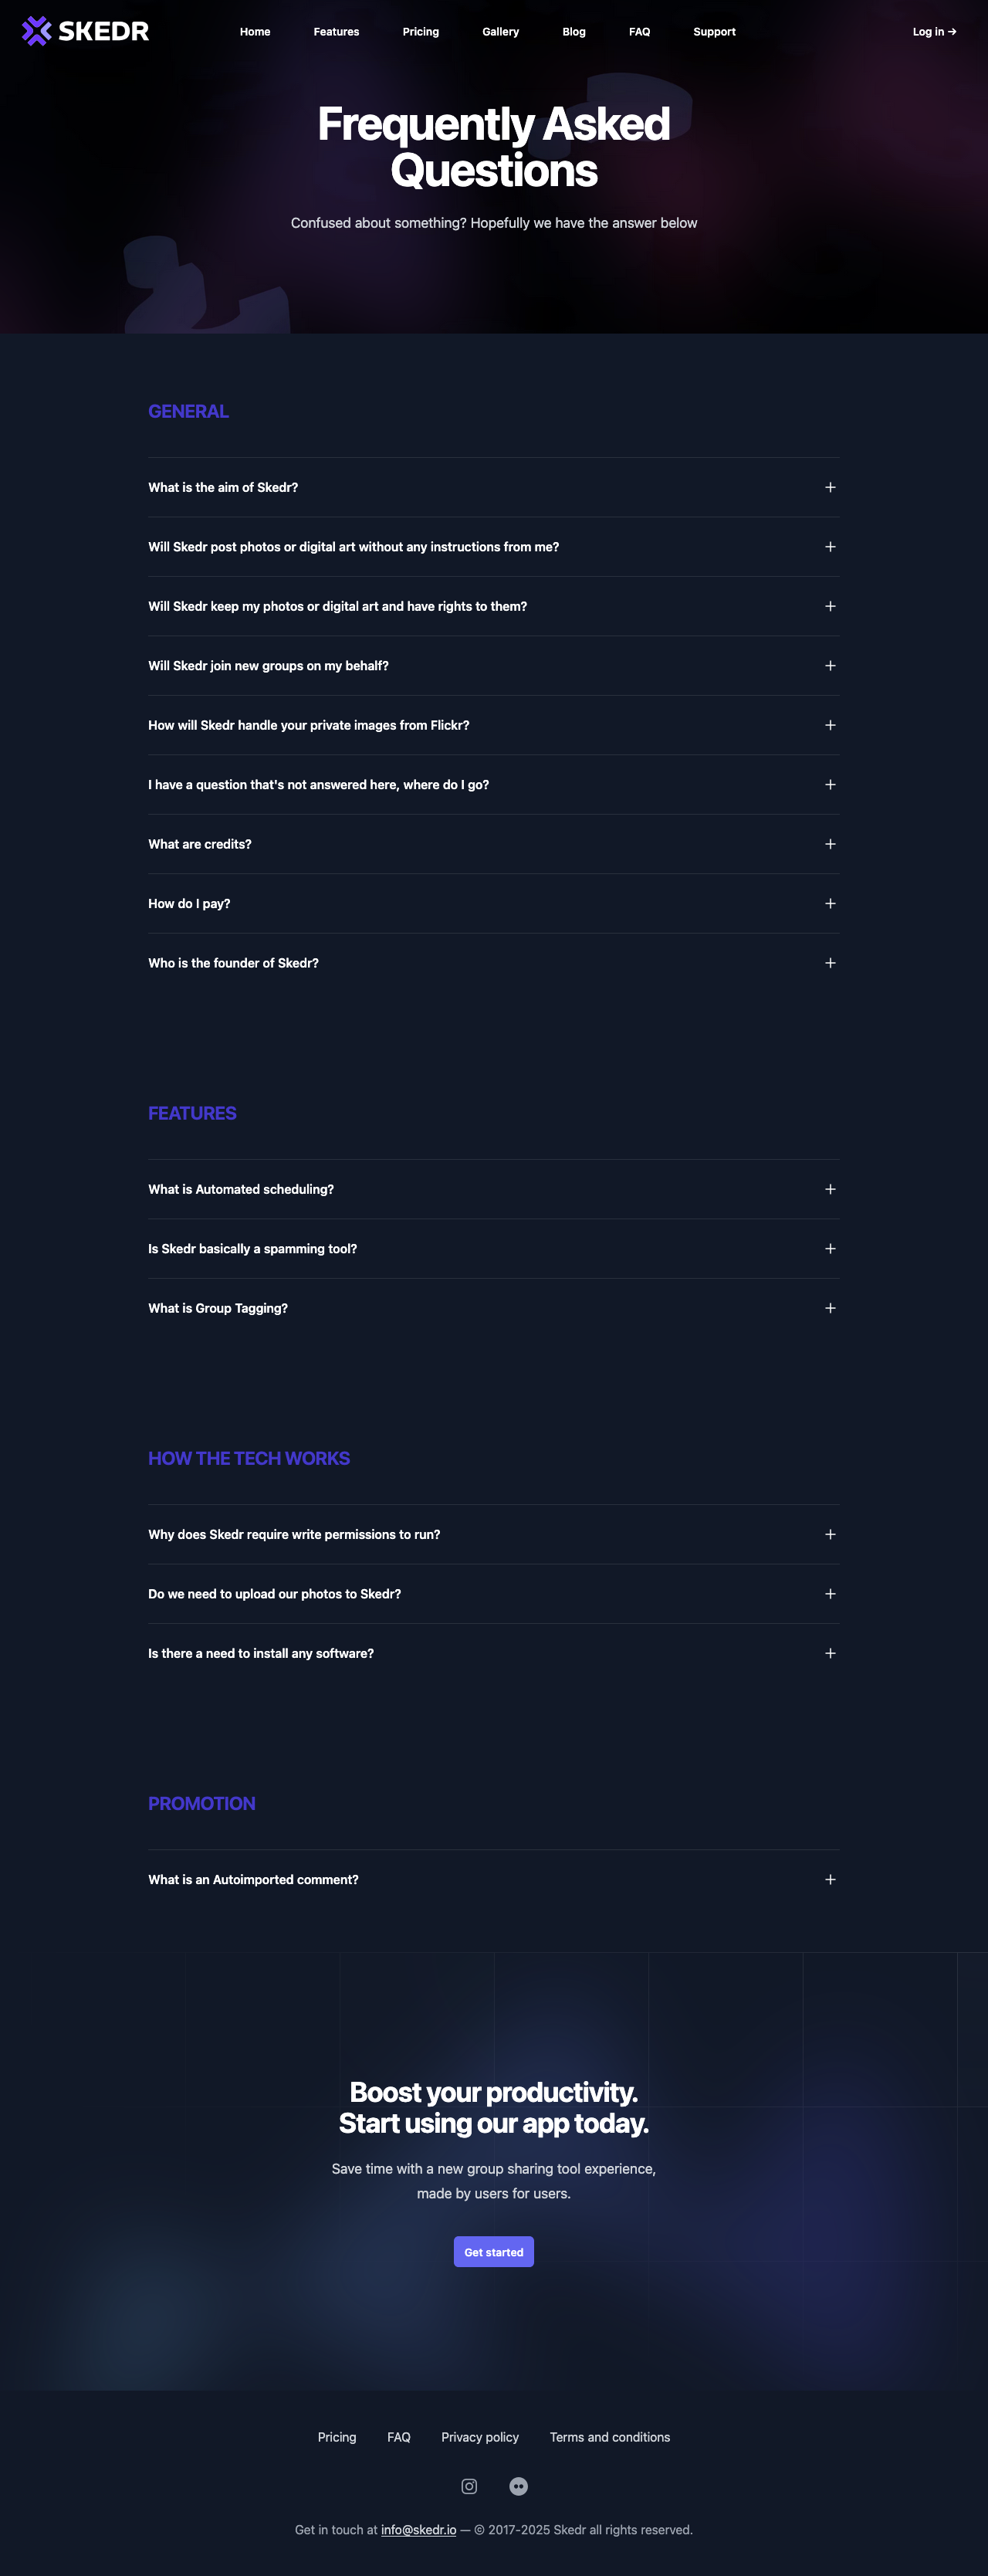 SKEDR
Home
Features
Pricing
Gallery
Blog
FAQ
Support
Log in →
Frequently Asked
Questions
Confused about something? Hopefully we have the answer below
GENERAL
What is the aim of Skedr?
Will Skedr post photos or digital art without any instructions from me?
Will Skedr keep my photos or digital art and have rights to them?
Will Skedr join new groups on my behalf?
How will Skedr handle your private images from Flickr?
I have a question that's not answered here, where do I go?
What are credits?
How do I pay?
Who is the founder of Skedr?
FEATURES
What is Automated scheduling?
Is Skedr basically a spamming tool?
What is Group Tagging?
HOW THE TECH WORKS
Why does Skedr require write permissions to run?
Do we need to upload our photos to Skedr?
Is there a need to install any software?
PROMOTION
What is an Autoimported comment?
Boost your productivity.
Start using our app today.
Save time with a new group sharing tool experience,
made by users for users.
Get started
Pricing
FAQ
Privacy policy
Terms and conditions
Get in touch at info@skedr.io — © 2017-2025 Skedr all rights reserved.